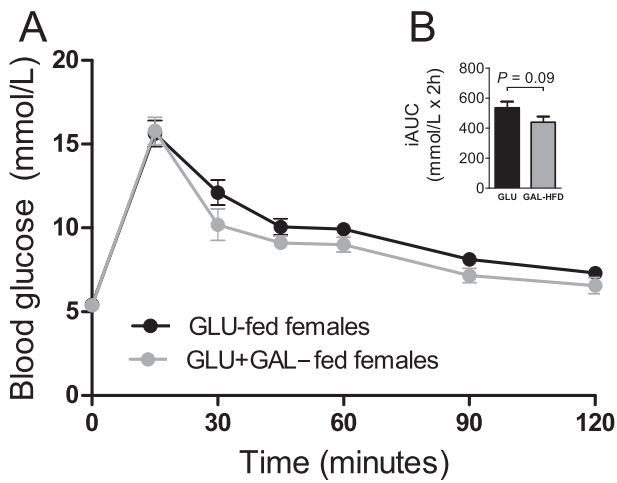 A
B
Blood glucose (mmol/L)
20
15
10
5
0
0
30
60
90
120
Time (minutes)
GLU-fed females
GLU+GAL–fed females
iAUC
(mmol/L x 2h)
800
600
400
200
0
P = 0.09
GLU GAL-HFD